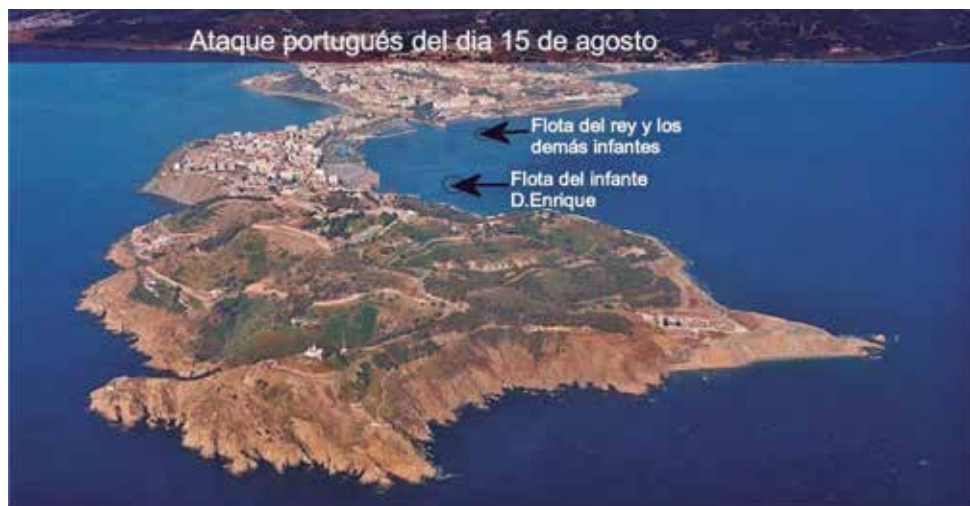 Ataque portugués del dia 15 de agosto
Flota del rey y los
demás infantes
Flota del infante
D.Enrique